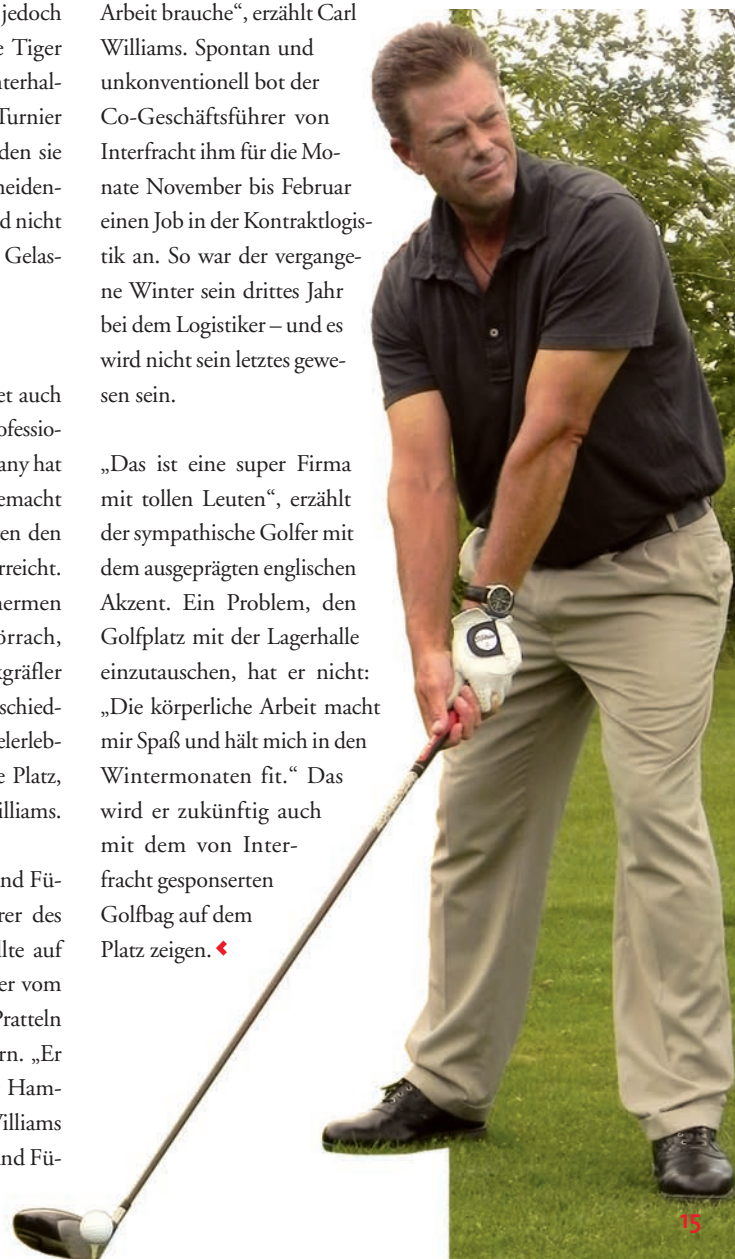 jedoch
e Tiger
nterhal-
Turnier
den sie
neiden-
d nicht
Gelas-
et auch
ofessio-
any hat
emacht
en den
rreicht.
ermen
örrach,
kgräfler
schied-
elerleb-
e Platz,
illiams.
nd Fü-
rer des
llte auf
er vom
Pratteln
rn. „Er
Ham-
Williams
nd Fü-
Arbeit brauche“, erzählt Carl
Williams. Spontan und
unkonventionell bot der
Co-Geschäftsführer von
Interfracht ihm für die Mo-
nate November bis Februar
einen Job in der Kontraktlogis-
tik an. So war der vergange-
ne Winter sein drittes Jahr
bei dem Logistiker – und es
wird nicht sein letztes gewe-
sen sein.
„Das ist eine super Firma
mit tollen Leuten“, erzählt
der sympathische Golfer mit
dem ausgeprägten englischen
Akzent. Ein Problem, den
Golfplatz mit der Lagerhalle
einzutauschen, hat er nicht:
„Die körperliche Arbeit macht
mir Spaß und hält mich in den
Wintermonaten fit.“ Das
wird er zukünftig auch
mit dem von Inter-
fracht gesponserten
Golfbag auf dem
Platz zeigen.
15